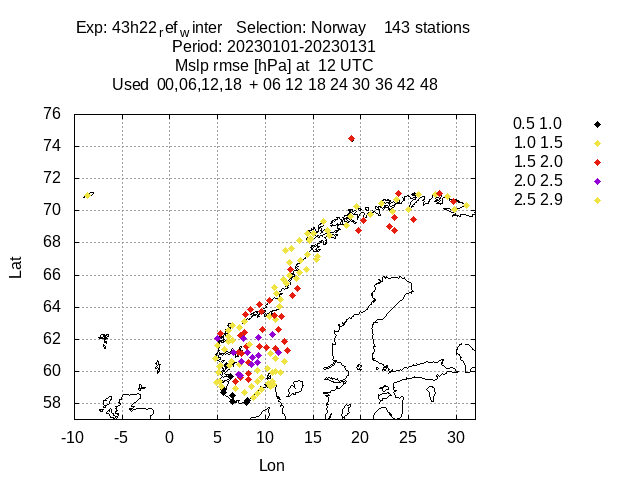 Exp: 43h22ref winter Selection: Norway 143 stations
Period: 20230101-20230131
Mslp rmse [hPa] at 12 UTC
Used 00,06,12,18 + 06 12 18 24 30 36 42 48
0.5 1.0
1.0 1.5
1.5 2.0
2.0 2.5
2.5 2.9
76
74
72
70
68
66
64
62
60
58
Lat
-10 -5 0 5 10 15 20 25 30
Lon